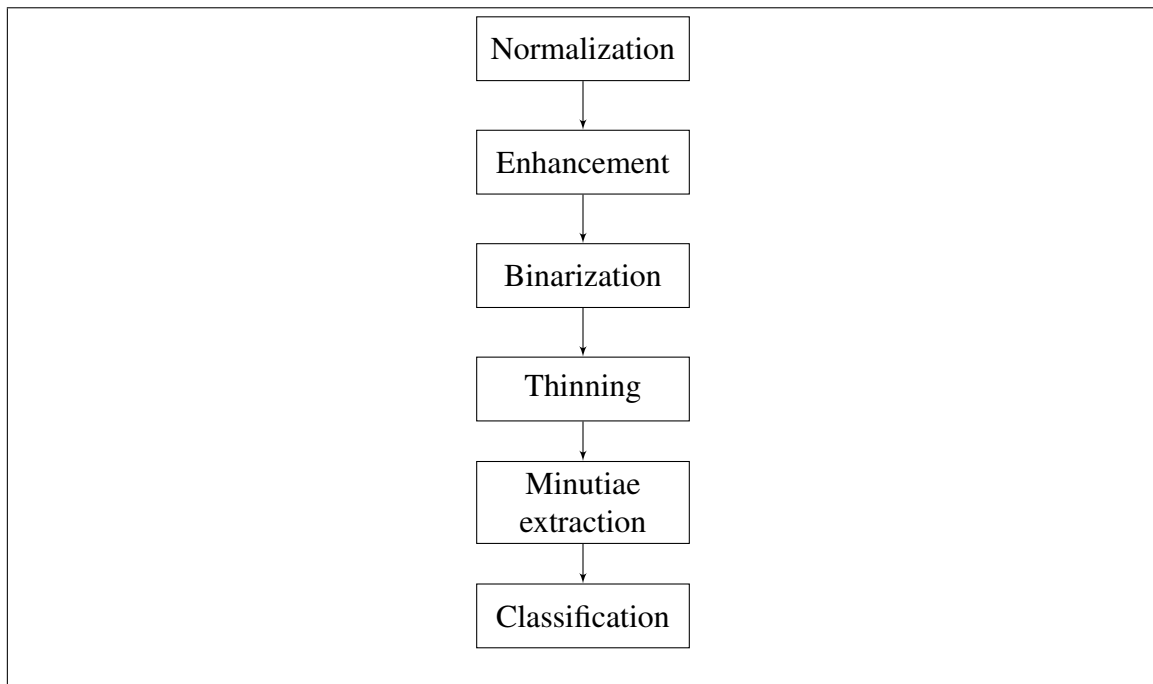 Normalization
Enhancement
Binarization
Thinning
Minutiae
extraction
Classification